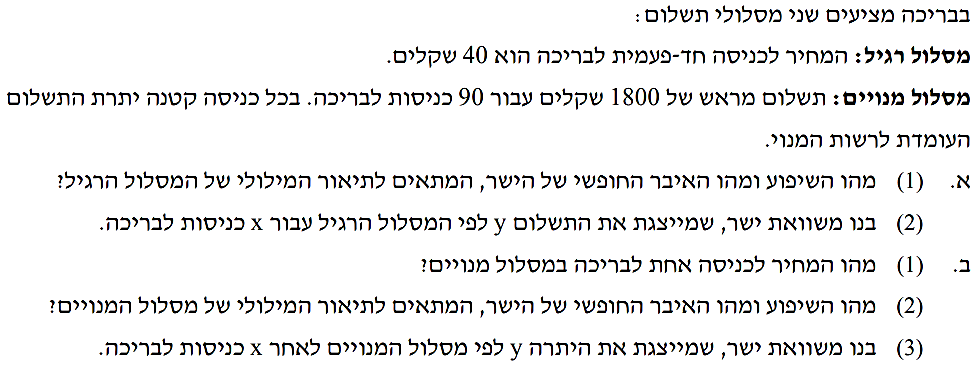 בבריכה מציעים שני מסלולי תשלום:
מסלול רגיל: המחיר לכניסה חד-פעמית לבריכה הוא 40 שקלים.
מסלול מנויים: תשלום מראש של 1800 שקלים עבור 90 כניסות לבריכה. בכל כניסה קטנה יתרת התשלום
העומדת לרשות המנוי.
א. (1) מהו השיפוע ומהו האיבר החופשי של הישר, המתאים לתיאור המילולי של המסלול הרגיל?
(2) בנו משוואת ישר, שמייצגת את התשלום y לפי המסלול הרגיל עבור x כניסות לבריכה.
ב. (1) מהו המחיר לכניסה אחת לבריכה במסלול מנויים?
(2) מהו השיפוע ומהו האיבר החופשי של הישר, המתאים לתיאור המילולי של מסלול המנויים?
(3) בנו משוואת ישר, שמייצגת את היתרה y לפי מסלול המנויים לאחר x כניסות לבריכה.